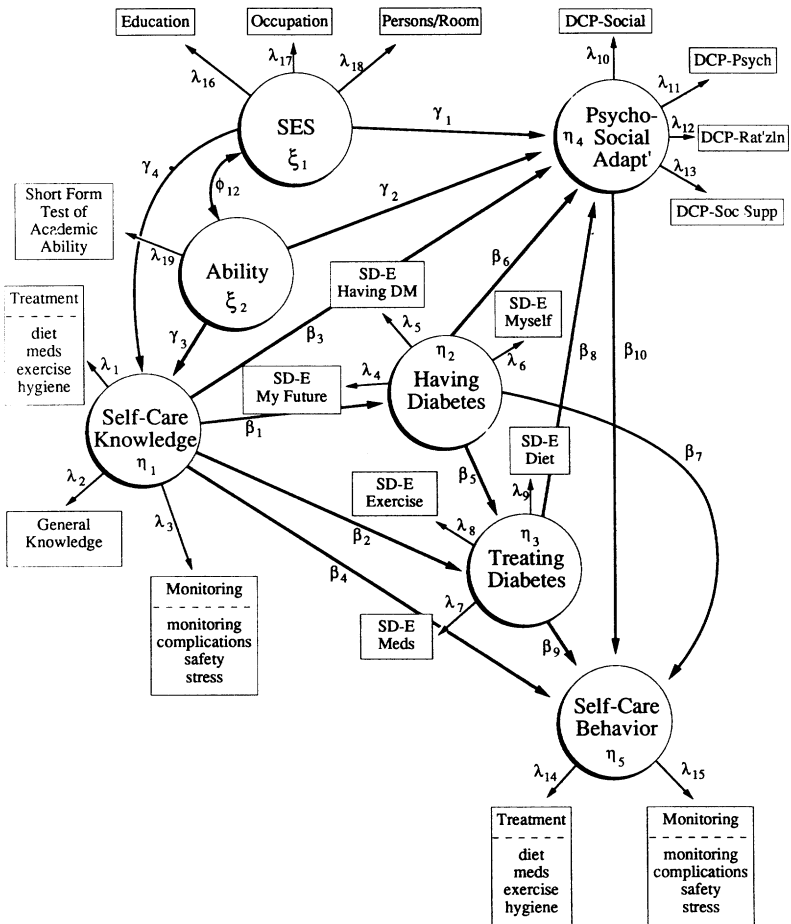 Education
Occupation
Persons/Room
DCP-Social
λ16
λ17
λ18
λ10
SES
ξ1
γ1
Psycho-
Social
Adapt'
η4
λ11
DCP-Psych
λ12
DCP-Rat'zln
λ13
DCP-Soc Supp
γ4
ϕ12
γ2
Short Form
Test of
Academic
Ability
λ19
Ability
ξ2
γ3
SD-E
Having DM
β3
β6
λ5
SD-E
Myself
λ6
β8
β10
Treatment
diet
meds
exercise
hygiene
λ1
SD-E
My Future
λ4
η2
Having
Diabetes
Self-Care
Knowledge
η1
β1
β7
λ2
General
Knowledge
λ3
β5
SD-E
Diet
λ9
SD-E
Exercise
λ8
β2
β4
η3
Treating
Diabetes
Monitoring
monitoring
complications
safety
stress
λ7
SD-E
Meds
β9
Self-Care
Behavior
η5
λ14
λ15
Treatment
diet
meds
exercise
hygiene
Monitoring
monitoring
complications
safety
stress